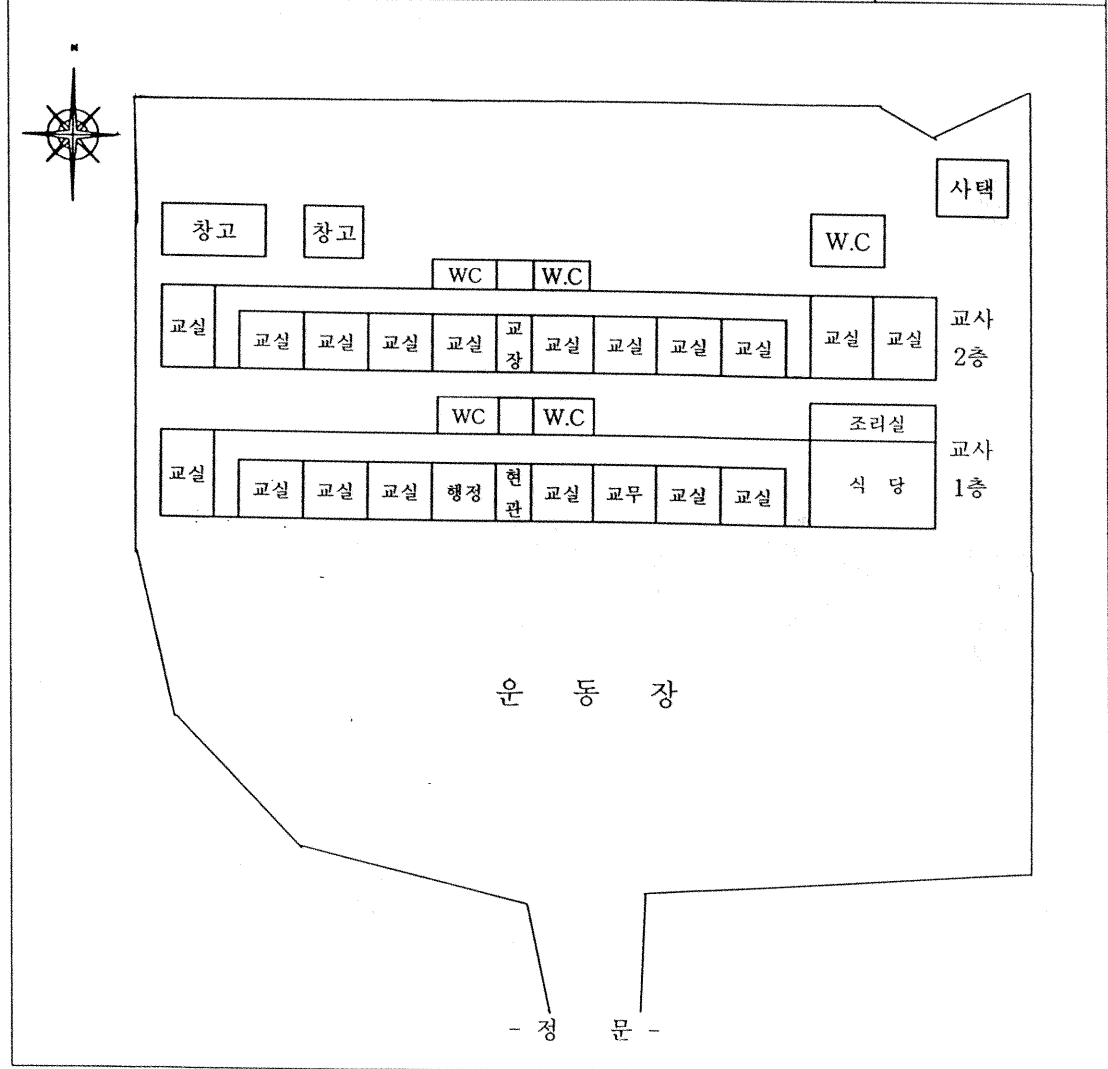 N
사택
창고 창고 W.C
WC W.C
교실 교실 교실 교실 교실 교장 교실 교실 교실 교실 교실 교실 교사
2층
WC W.C
조리실
교실 교실 교실 교실 행정 현관 교실 교무 교실 교실 식 당 교사
1층
운 동 장
- 정 문 -